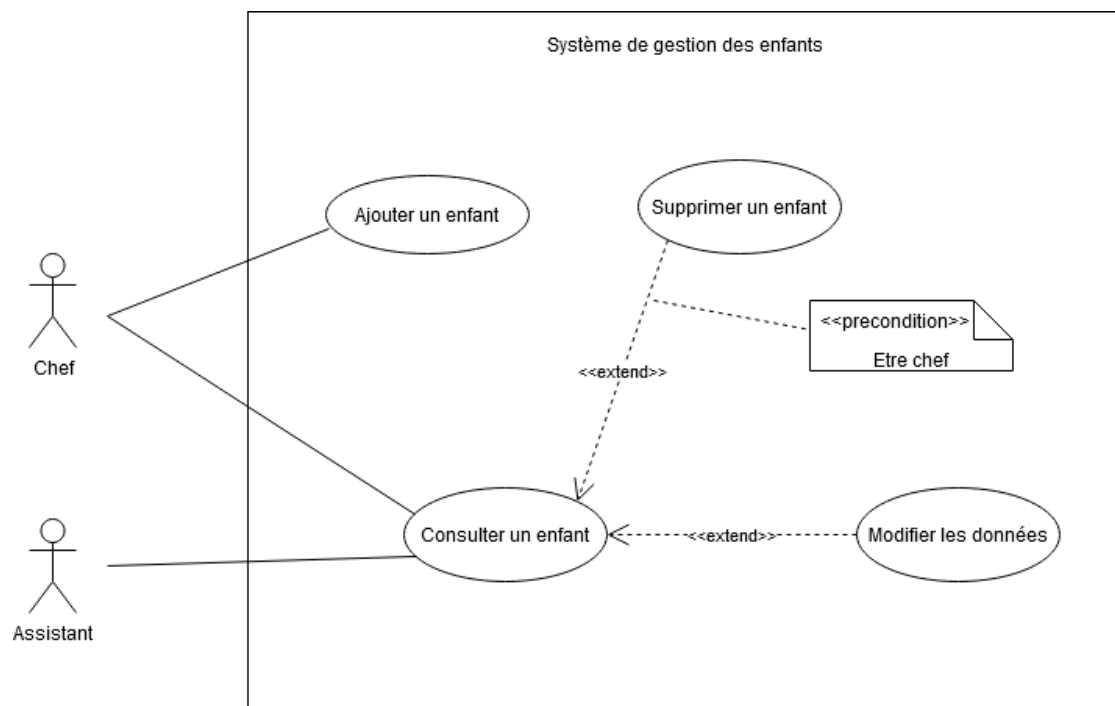 Système de gestion des enfants
Ajouter un enfant
Supprimer un enfant
Chef
<<precondition>>
Etre chef
<<extend>>
Consulter un enfant
<<extend>>
Modifier les données
Assistant